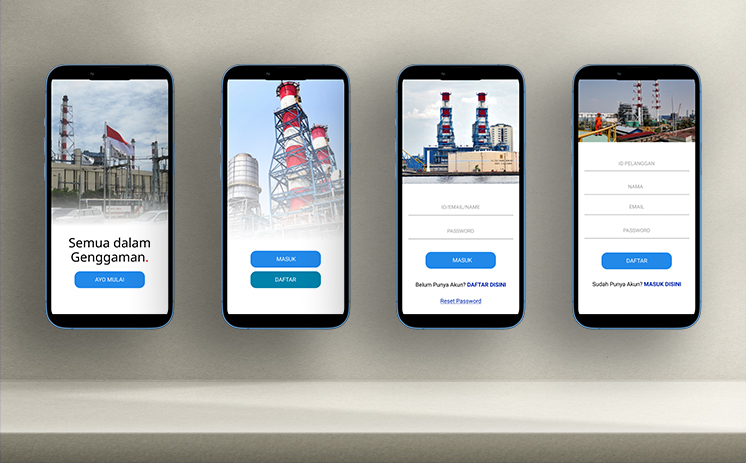 Semua dalam
Genggaman.
AYO MULAI
MASUK
DAFTAR
ID/EMAIL/NAME
PASSWORD
MASUK
Belum Punya Akun? DAFTAR DISINI
Reset Password
ID PELANGGAN
NAMA
EMAIL
PASSWORD
DAFTAR
Sudah Punya Akun? MASUK DISINI